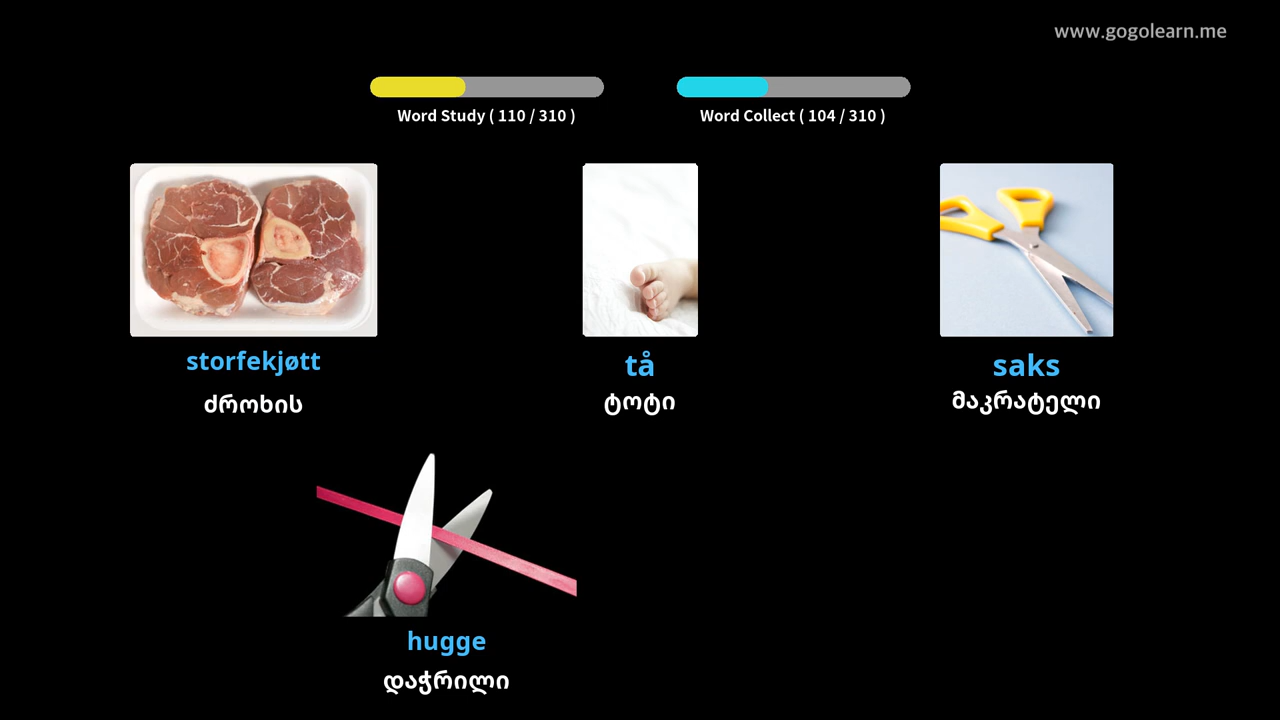 www.gogolearn.me
Word Study ( 110 / 310 )
Word Collect ( 104 / 310 )
storfekjøtt
ძროხის
tå
ტოტი
saks
მაკრატელი
hugge
დაჭრილი